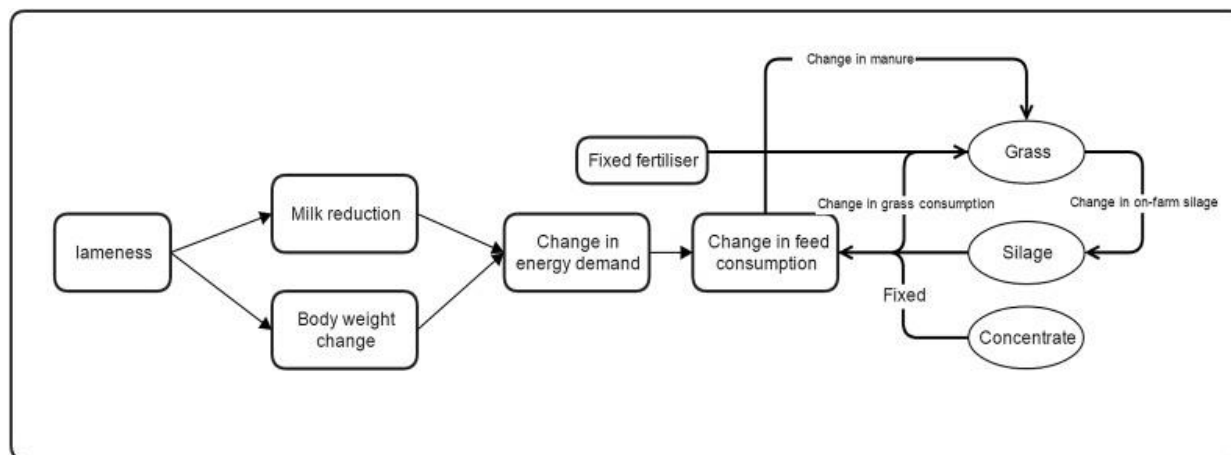 Change in manure
Fixed fertiliser
Grass
Milk reduction
Change in grass consumption
Change in on-farm silage
lameness
Change in
energy demand
Change in feed
consumption
Silage
Fixed
Body weight
change
Concentrate